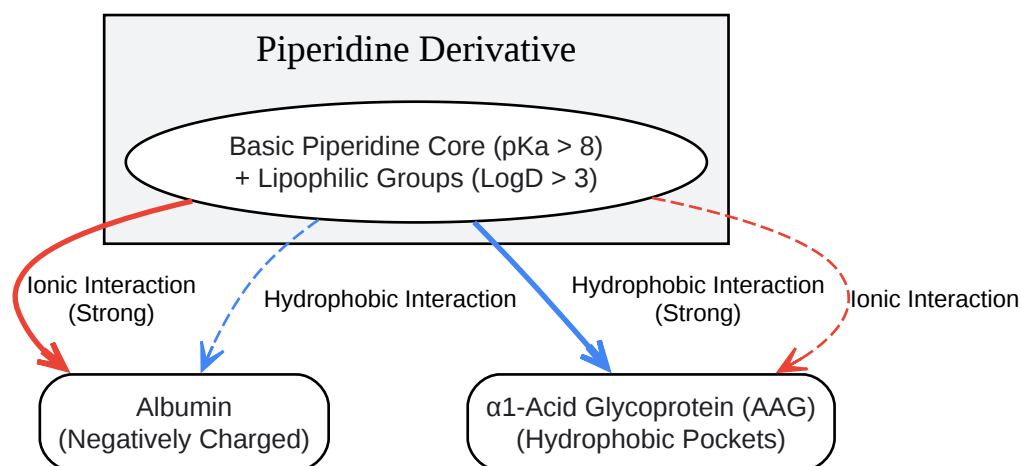 Piperidine Derivative
Basic Piperidine Core (pKa > 8)
+ Lipophilic Groups (LogD > 3)
Ionic Interaction
(Strong)
Hydrophobic Interaction
Hydrophobic Interaction
(Strong)
Ionic Interaction
Albumin
(Negatively Charged)
α1-Acid Glycoprotein (AAG)
(Hydrophobic Pockets)